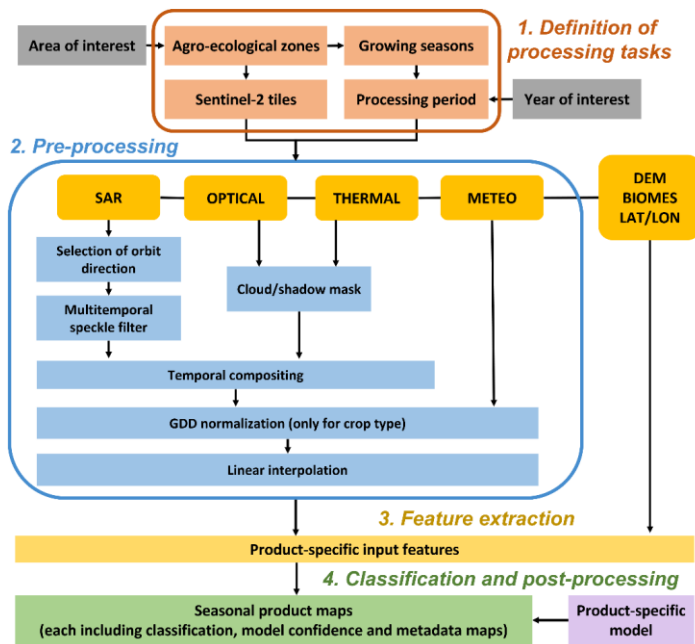 Area of interest
Agro-ecological zones
Growing seasons
1. Definition of
processing tasks
Sentinel-2 tiles
Processing period
Year of interest
2. Pre-processing
SAR
OPTICAL
THERMAL
METEO
DEM
BIOMES
LAT/LON
Selection of orbit
direction
Cloud/shadow mask
Multitemporal
speckle filter
Temporal compositing
GDD normalization (only for crop type)
Linear interpolation
3. Feature extraction
Product-specific input features
4. Classification and post-processing
Seasonal product maps
(each including classification, model confidence and metadata maps)
Product-specific
model